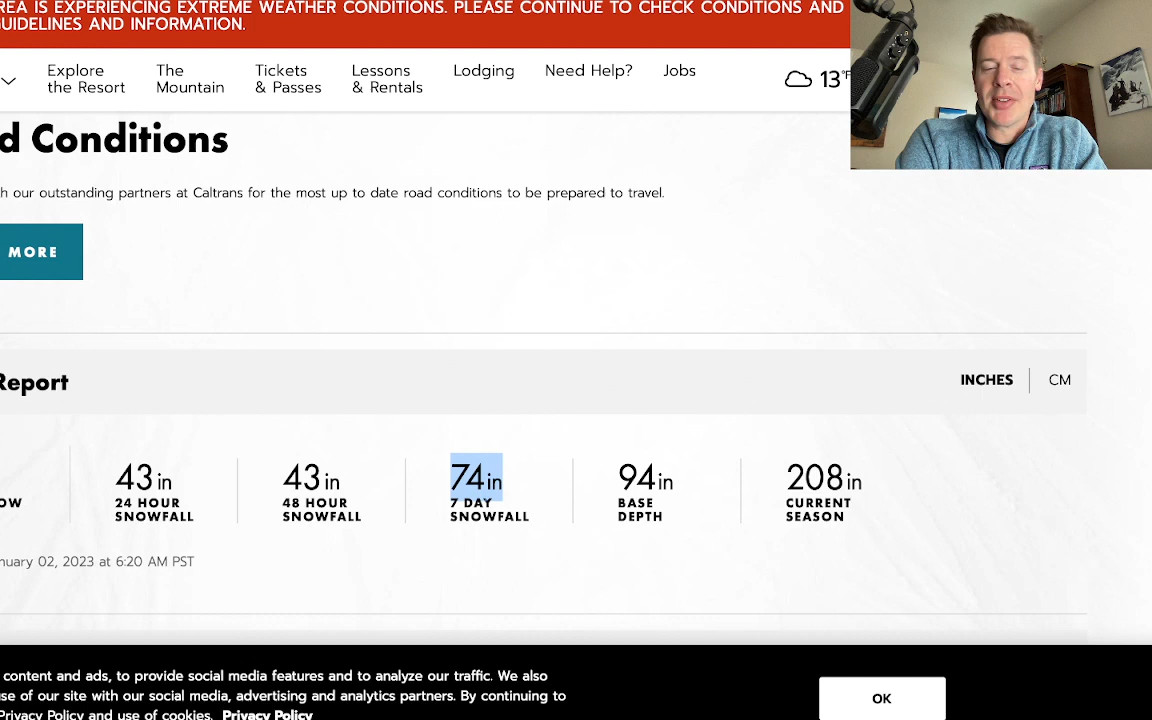 REA IS EXPERIENCING EXTREME WEATHER CONDITIONS. PLEASE CONTINUE TO CHECK CONDITIONS AND
GUIDELINES AND INFORMATION.
Explore
the Resort
The
Mountain
Tickets
& Passes
Lessons
& Rentals
Lodging
Need Help?
Jobs
13°F
d Conditions
h our outstanding partners at Caltrans for the most up to date road conditions to be prepared to travel.
MORE
Report
INCHES
CM
OW
43in
24 HOUR
SNOWFALL
43in
48 HOUR
SNOWFALL
74in
7 DAY
SNOWFALL
94in
BASE
DEPTH
208in
CURRENT
SEASON
nuary 02, 2023 at 6:20 AM PST
content and ads, to provide social media features and to analyze our traffic. We also
se of our site with our social media, advertising and analytics partners. By continuing to
Privacy Policy and use of cookies. Privacy Policy
OK